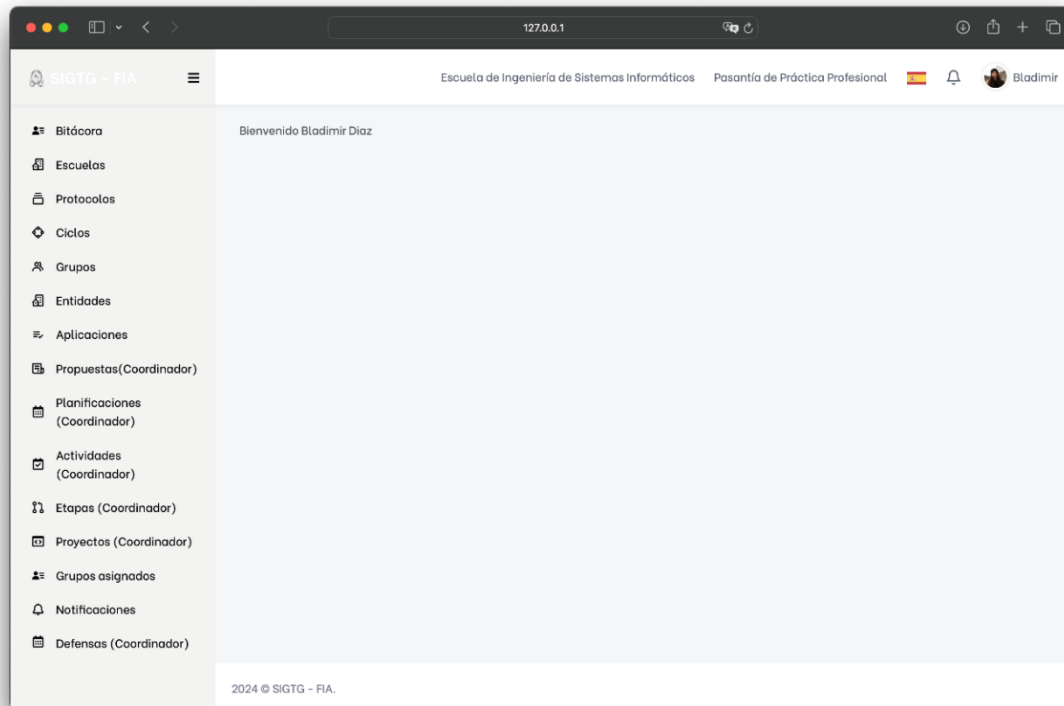 127.0.0.1
SIGTG - FIA
Escuela de Ingeniería de Sistemas Informáticos Pasantía de Práctica Profesional Bladimir
Bitácora
Bienvenido Bladimir Diaz
Escuelas
Protocolos
Ciclos
Grupos
Entidades
Aplicaciones
Propuestas(Coordinador)
Planificaciones
(Coordinador)
Actividades
(Coordinador)
Etapas (Coordinador)
Proyectos (Coordinador)
Grupos asignados
Notificaciones
Defensas (Coordinador)
2024 © SIGTG - FIA.